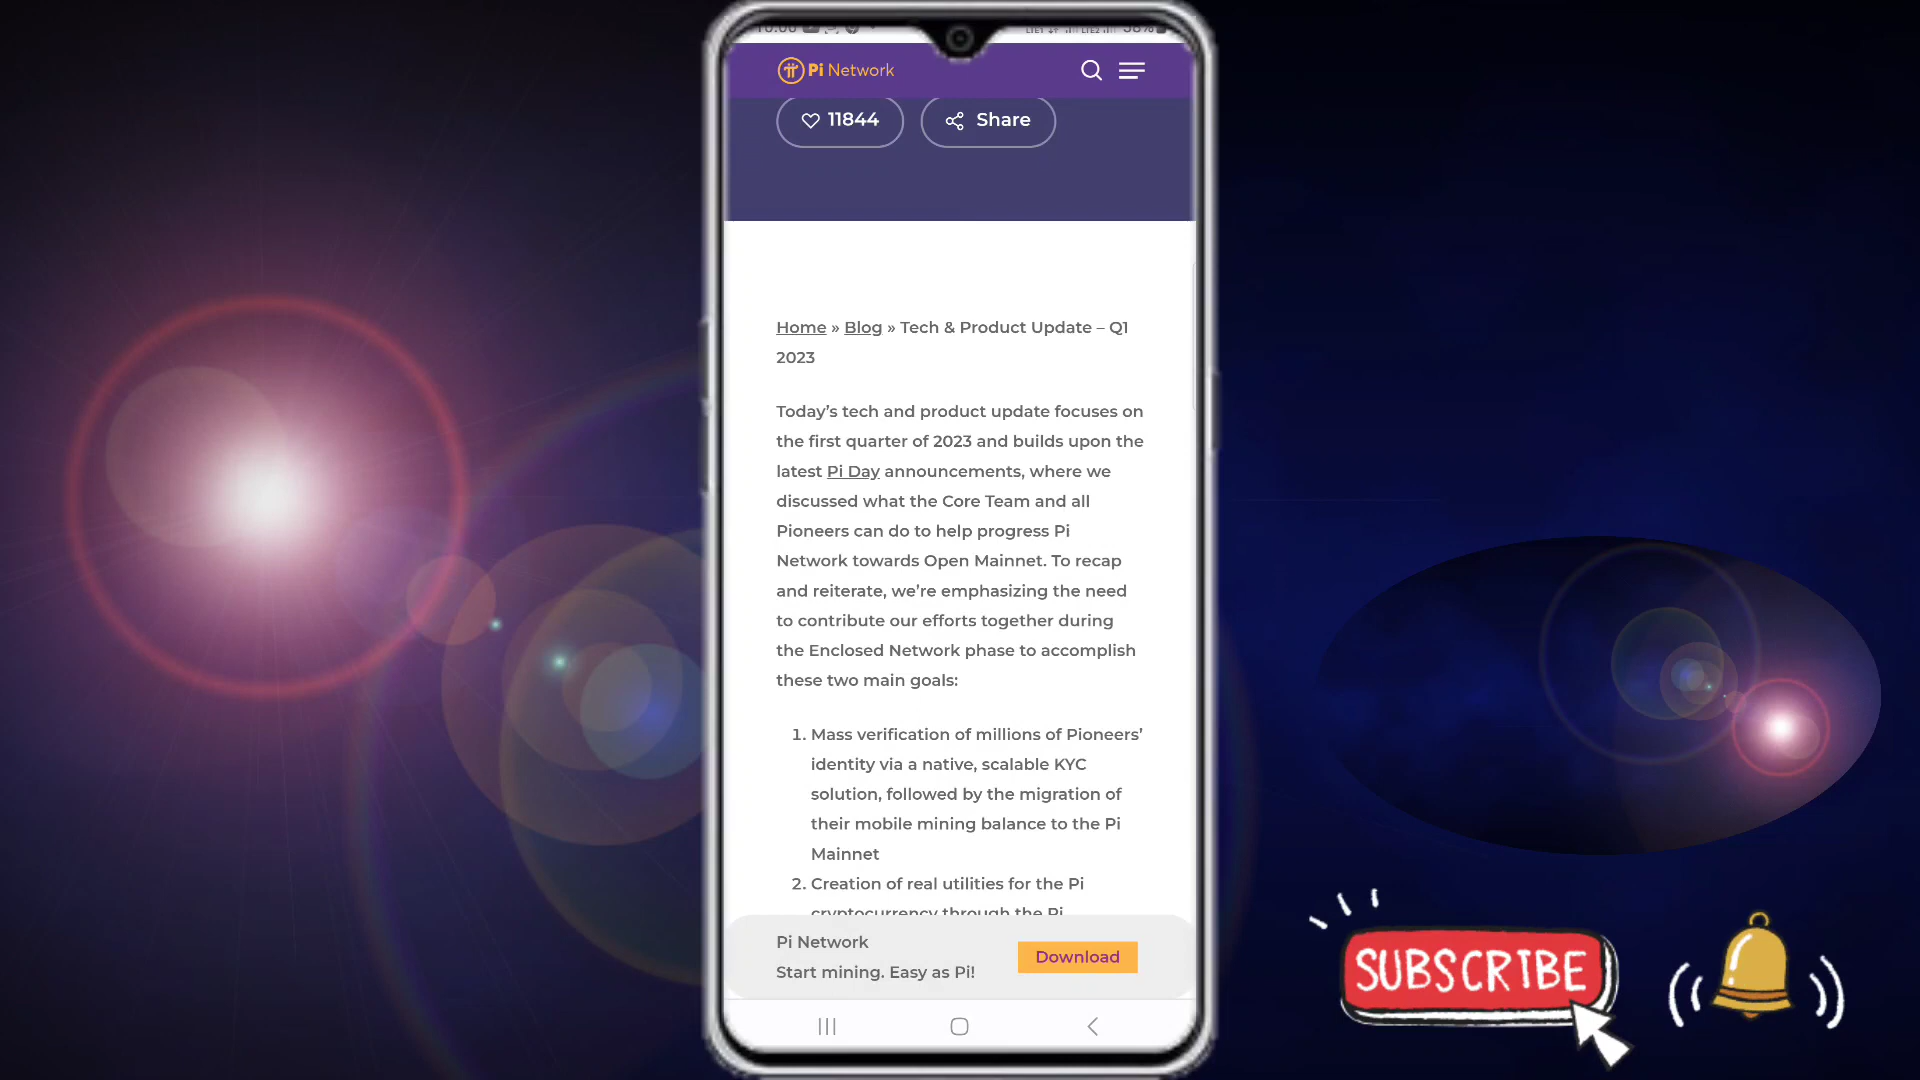 Pi Network
11844
Share
Home » Blog » Tech & Product Update – Q1
2023
Today’s tech and product update focuses on
the first quarter of 2023 and builds upon the
latest Pi Day announcements, where we
discussed what the Core Team and all
Pioneers can do to help progress Pi
Network towards Open Mainnet. To recap
and reiterate, we’re emphasizing the need
to contribute our efforts together during
the Enclosed Network phase to accomplish
these two main goals:
1. Mass verification of millions of Pioneers’
identity via a native, scalable KYC
solution, followed by the migration of
their mobile mining balance to the Pi
Mainnet
2. Creation of real utilities for the Pi
cryptocurrency through the Pi
Pi Network
Start mining. Easy as Pi!
Download
SUBSCRIBE